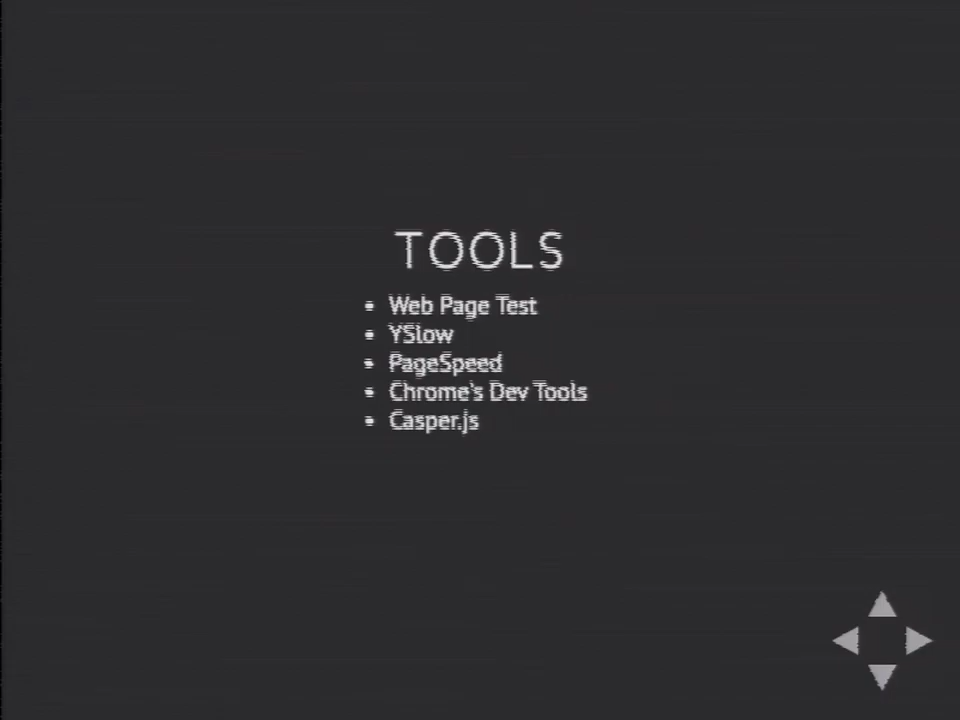 TOOLS
• Web Page Test
• YSlow
• PageSpeed
• Chrome's Dev Tools
• Casper.js